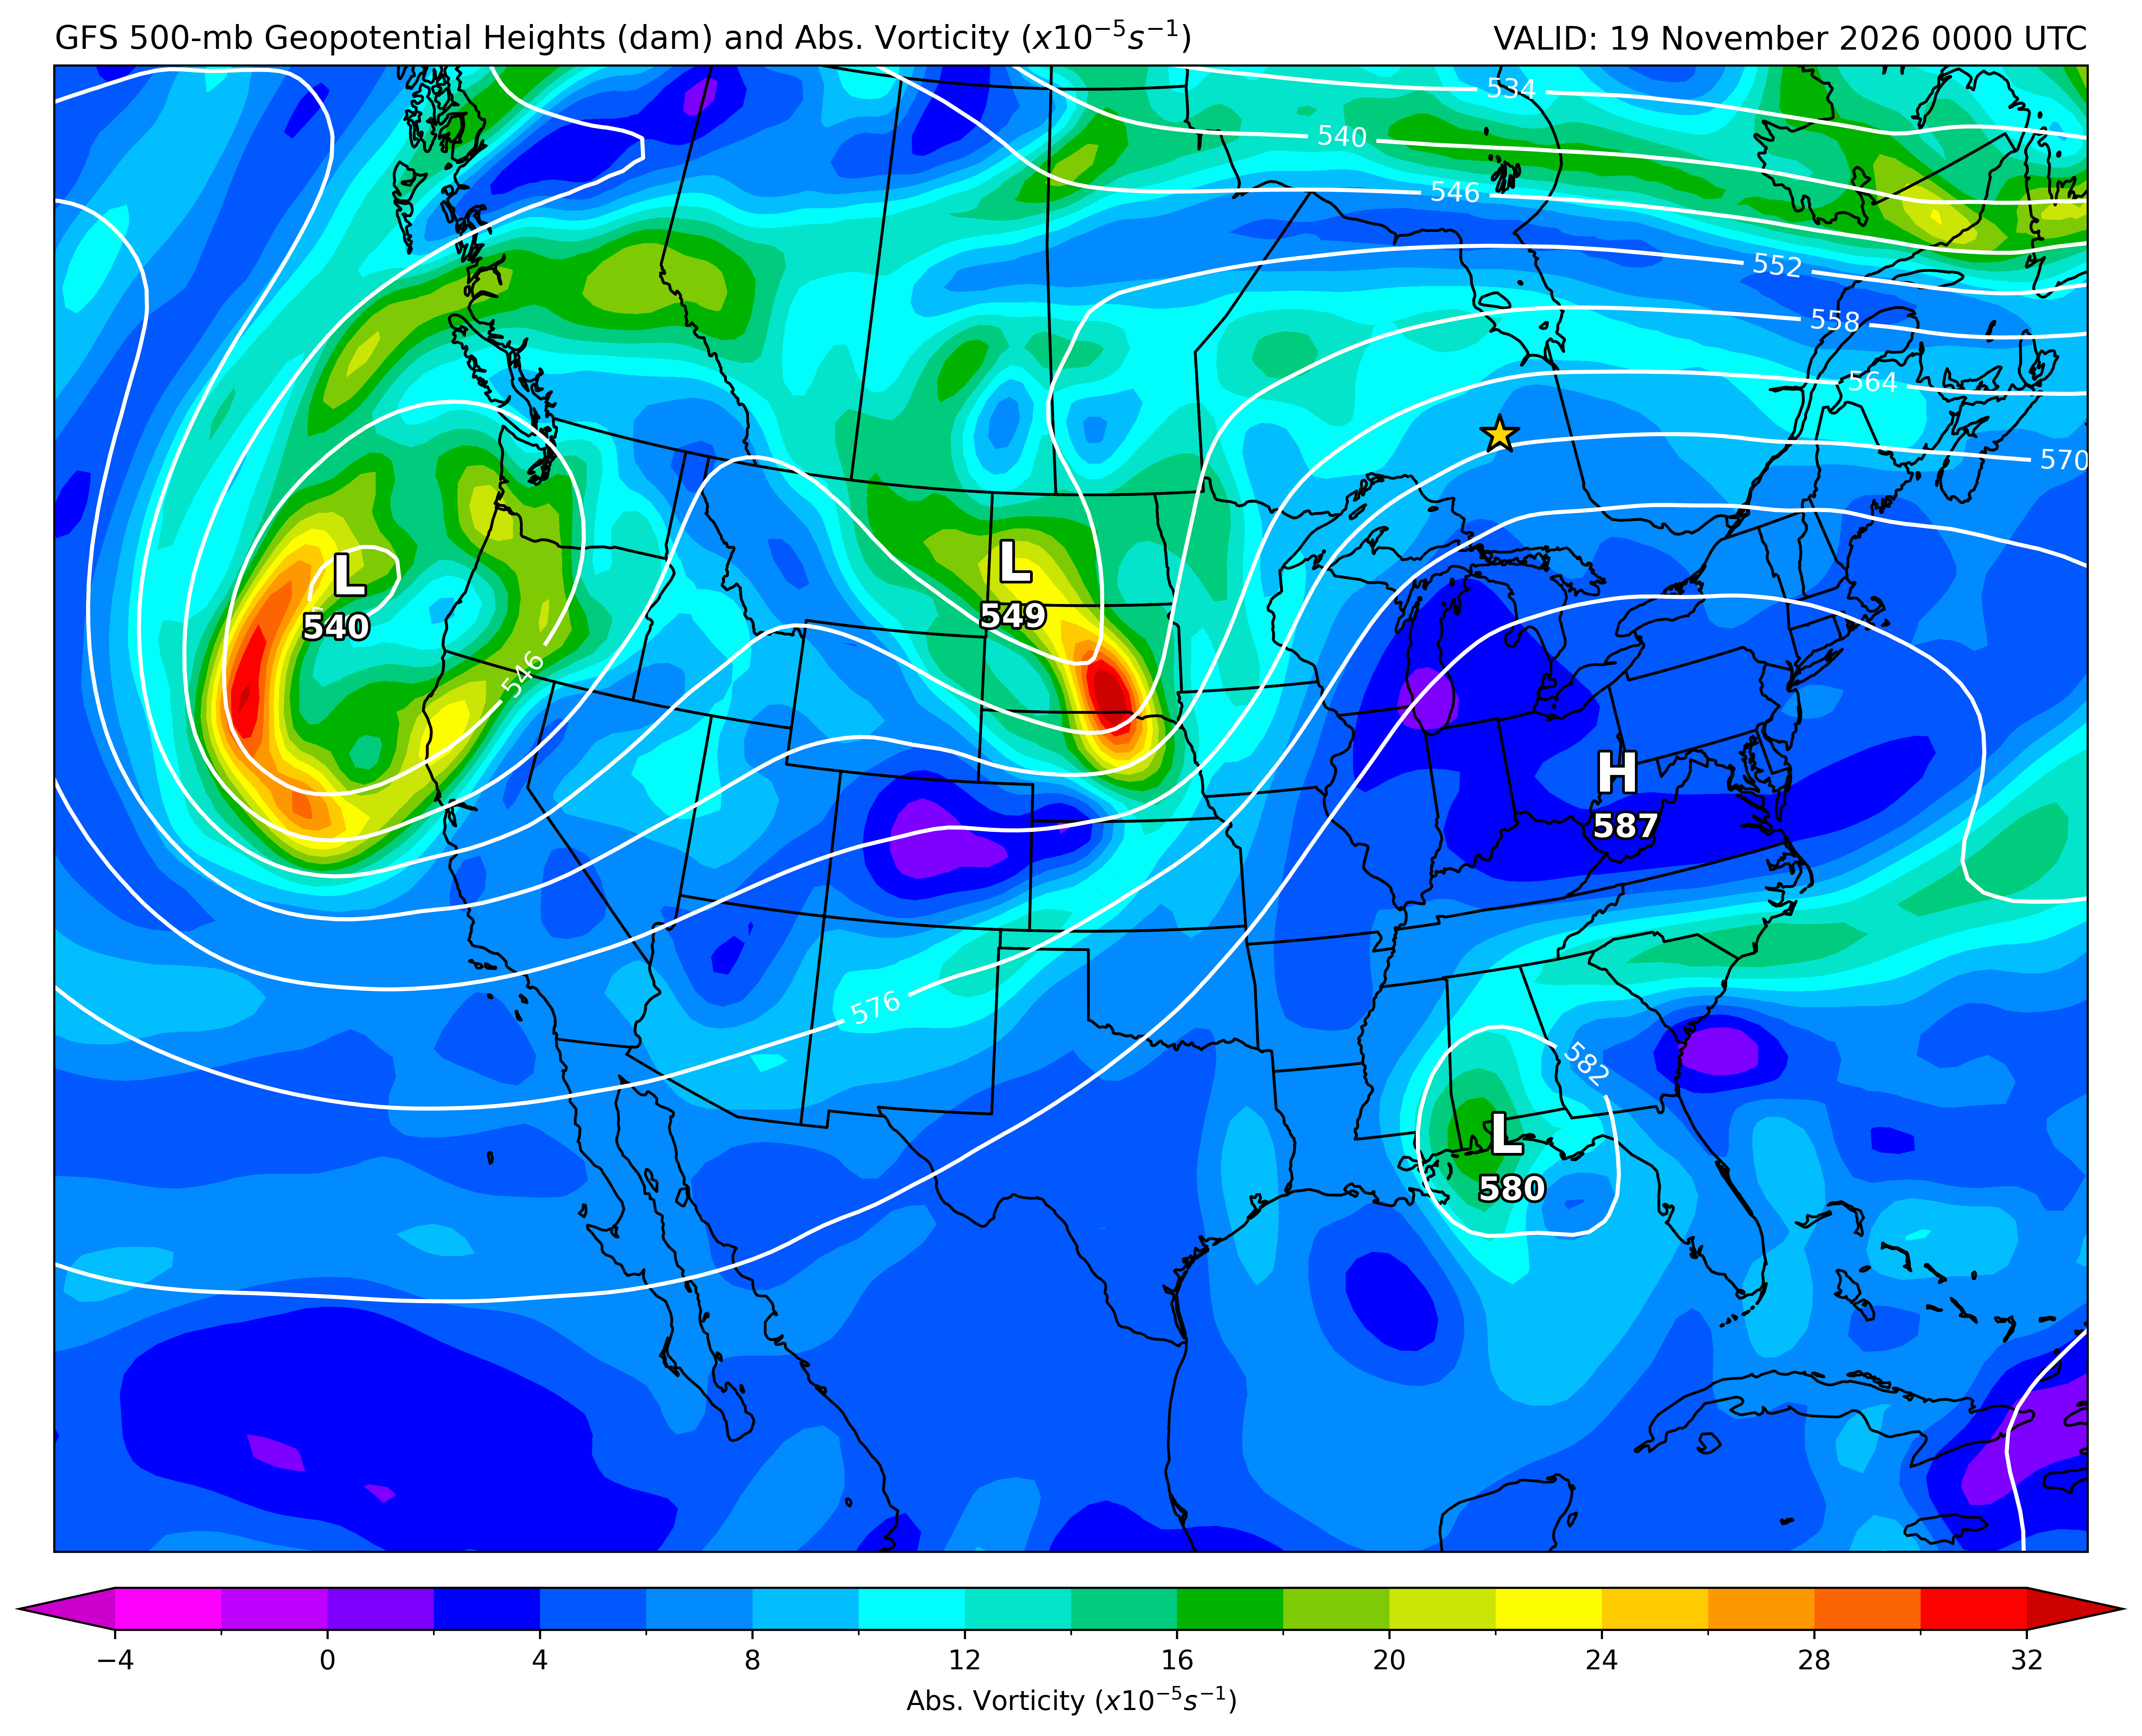 GFS 500-mb Geopotential Heights (dam) and Abs. Vorticity (x10⁻⁵s⁻¹)
VALID: 19 November 2026 0000 UTC
534
540
546
552
558
564
570
L
540
L
549
546
H
587
576
582
L
580
−4 0 4 8 12 16 20 24 28 32
Abs. Vorticity (x10⁻⁵s⁻¹)